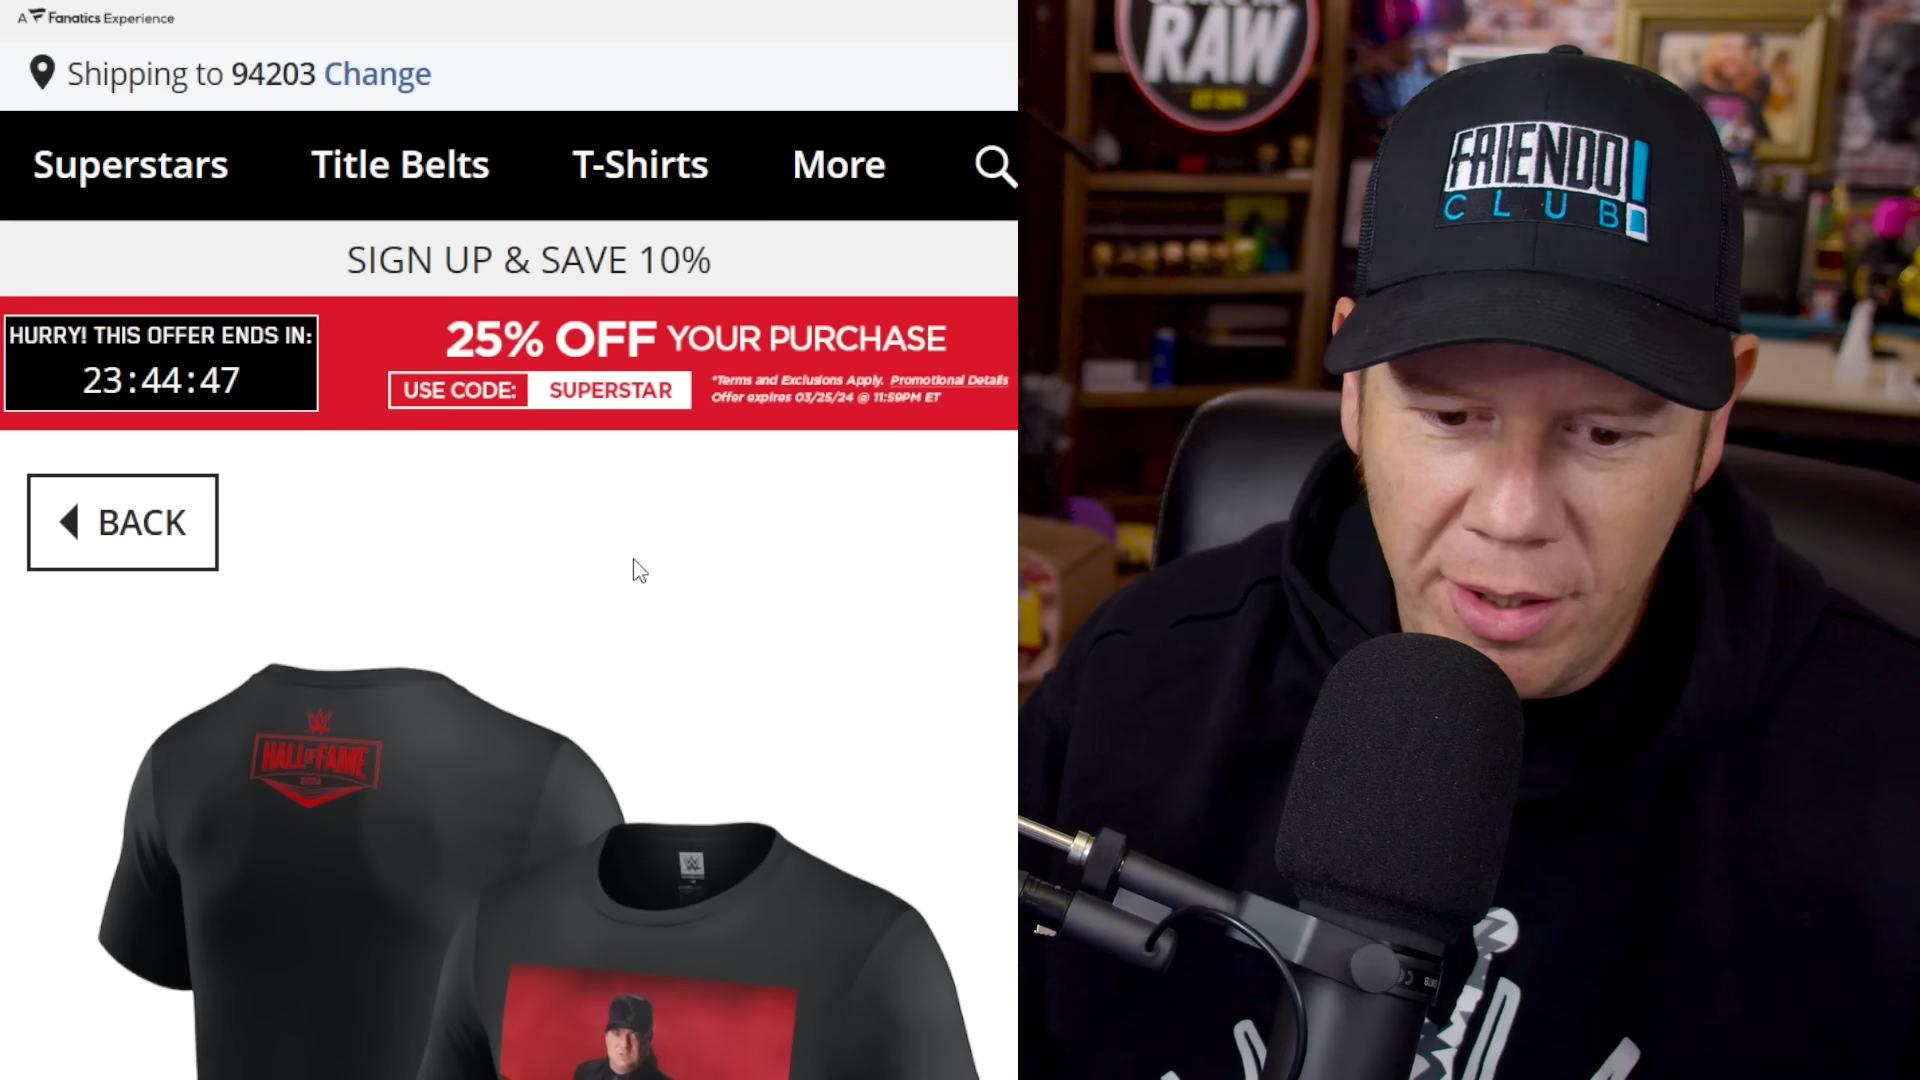 A Fanatics Experience
Shipping to 94203 Change
Superstars Title Belts T-Shirts More
SIGN UP & SAVE 10%
HURRY! THIS OFFER ENDS IN:
23:44:47
25% OFF YOUR PURCHASE
USE CODE: SUPERSTAR
*Terms and Exclusions Apply. Promotional Details
Offer expires 03/25/24 @ 11:59PM ET
BACK
HALL OF FAME
2024
RAW
FRIENDO!
CLUB